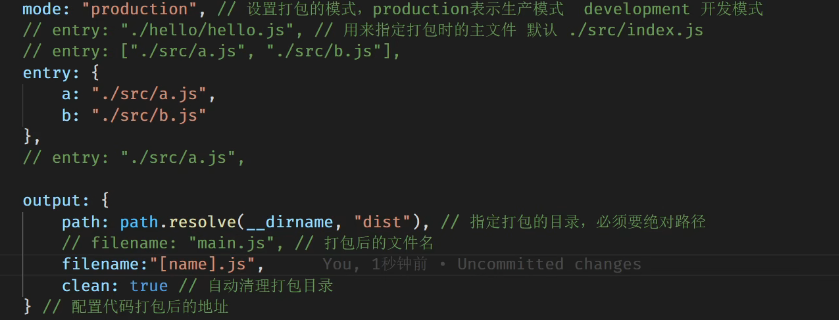 mode: "production", // 设置打包的模式，production表示生产模式  development 开发模式
// entry: "./hello/hello.js", // 用来指定打包时的主文件 默认 ./src/index.js
// entry: ["./src/a.js", "./src/b.js"],
entry: {
    a: "./src/a.js",
    b: "./src/b.js"
},
// entry: "./src/a.js",

output: {
    path: path.resolve(__dirname, "dist"), // 指定打包的目录，必须要绝对路径
    // filename: "main.js", // 打包后的文件名
    filename:"[name].js",      You, 1秒钟前 • Uncommitted changes
    clean: true // 自动清理打包目录
} // 配置代码打包后的地址